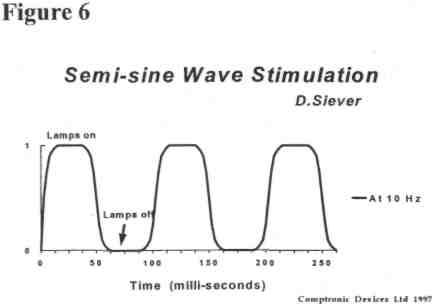 Figure 6
Semi-sine Wave Stimulation
D.Siever
Lamps on
1
Lamps off
At 10 Hz
0
0 50 100 150 200 250
Time (milli-seconds)
Comptronic Devices Ltd 1997